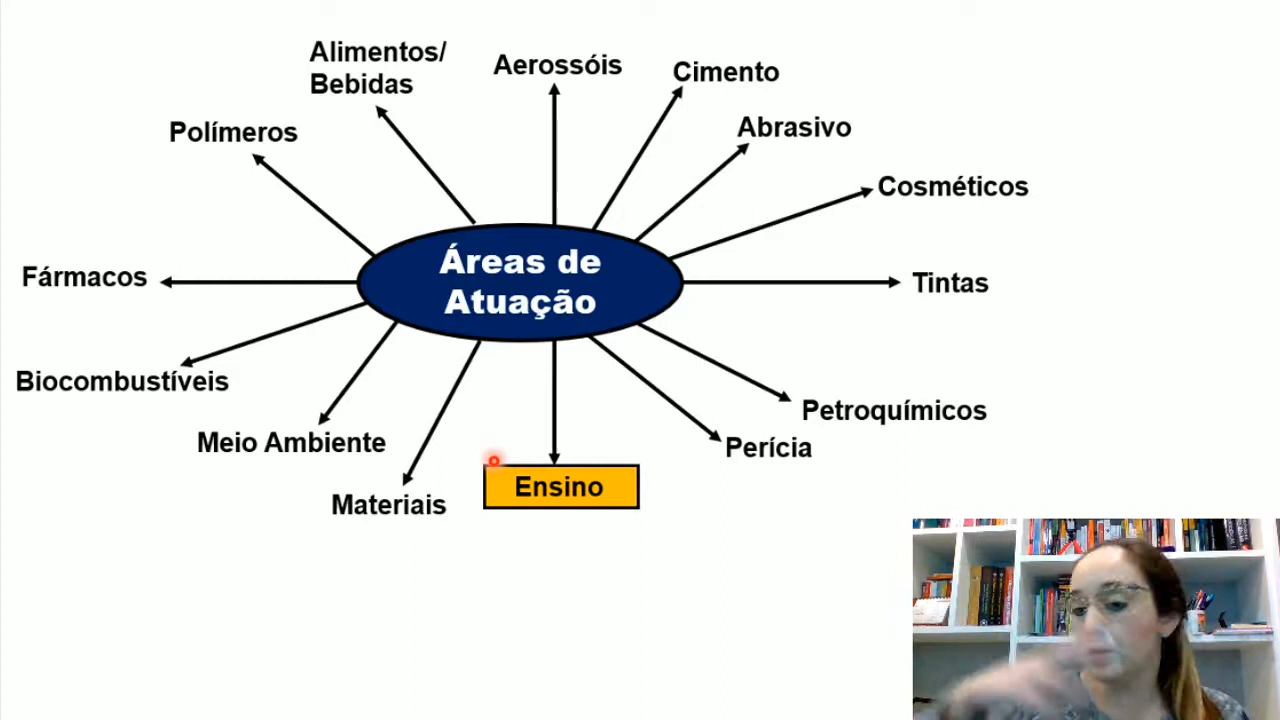 Alimentos/
Bebidas
Aerossóis
Cimento
Polímeros
Abrasivo
Cosméticos
Áreas de
Atuação
Fármacos
Tintas
Biocombustíveis
Petroquímicos
Meio Ambiente
Perícia
Materiais
Ensino